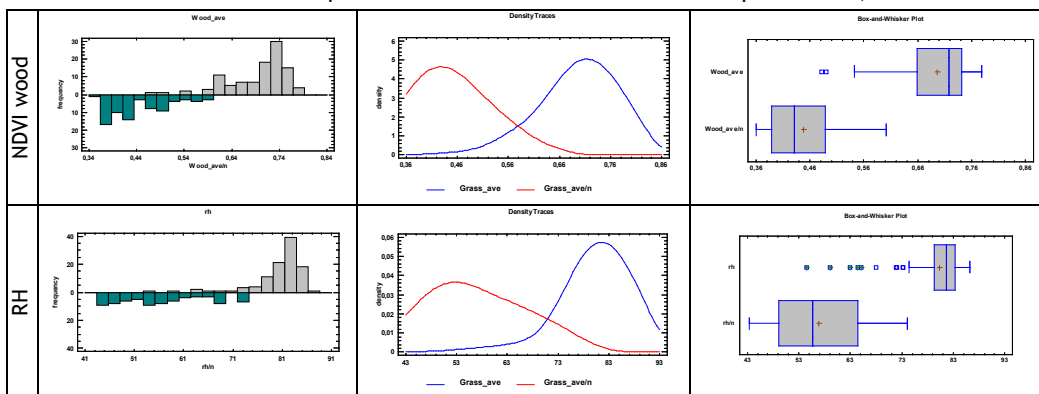 NDVI wood
Wood_ave
30
20
10
0
10
20
30
frequency
0,34 0,44 0,54 0,64 0,74 0,84
Wood_ave/n
Density Traces
6
5
4
3
2
1
0
density
0,36 0,46 0,56 0,66 0,76 0,86
Grass_ave Grass_ave/n
Box-and-Whisker Plot
Wood_ave
Wood_ave/n
0,36 0,46 0,56 0,66 0,76 0,86
RH
rh
40
20
0
20
40
frequency
41 51 61 71 81 91
rh/n
Density Traces
0,06
0,05
0,04
0,03
0,02
0,01
0
density
43 53 63 73 83 93
Grass_ave Grass_ave/n
Box-and-Whisker Plot
rh
rh/n
43 53 63 73 83 93